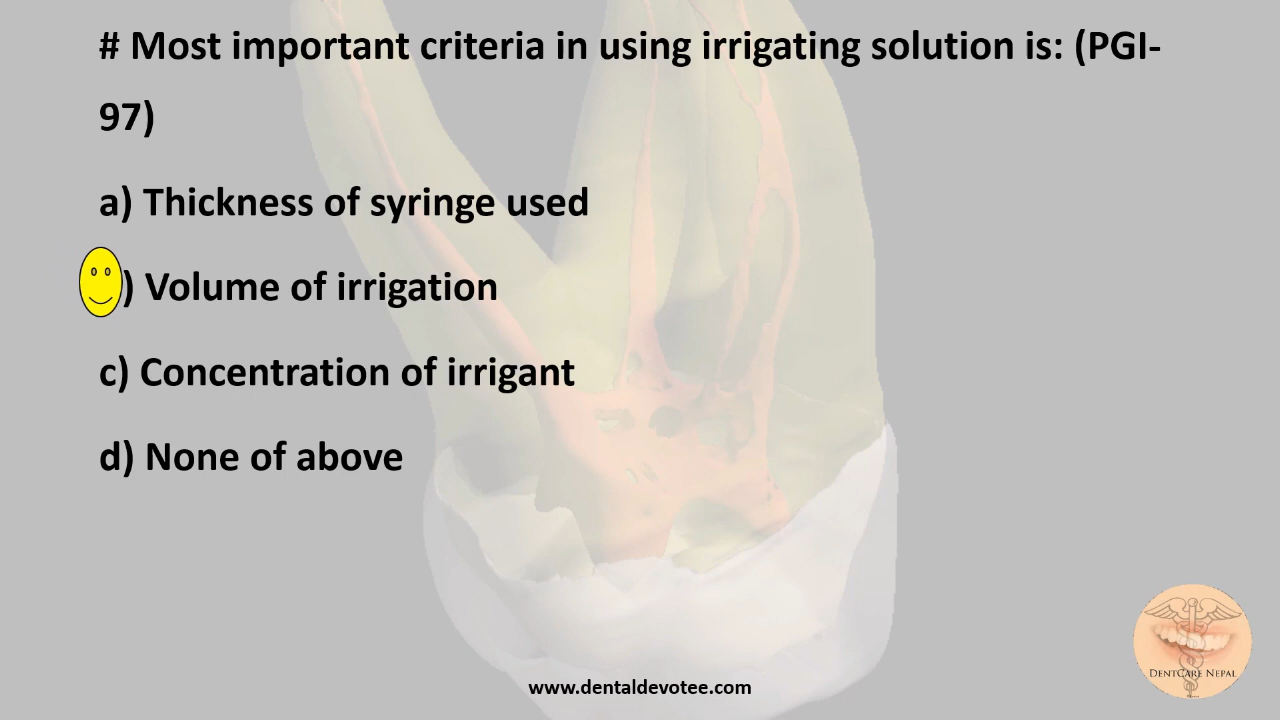 # Most important criteria in using irrigating solution is: (PGI-
97)
a) Thickness of syringe used
) Volume of irrigation
c) Concentration of irrigant
d) None of above
DENTCARE NEPAL
www.dentaldevotee.com